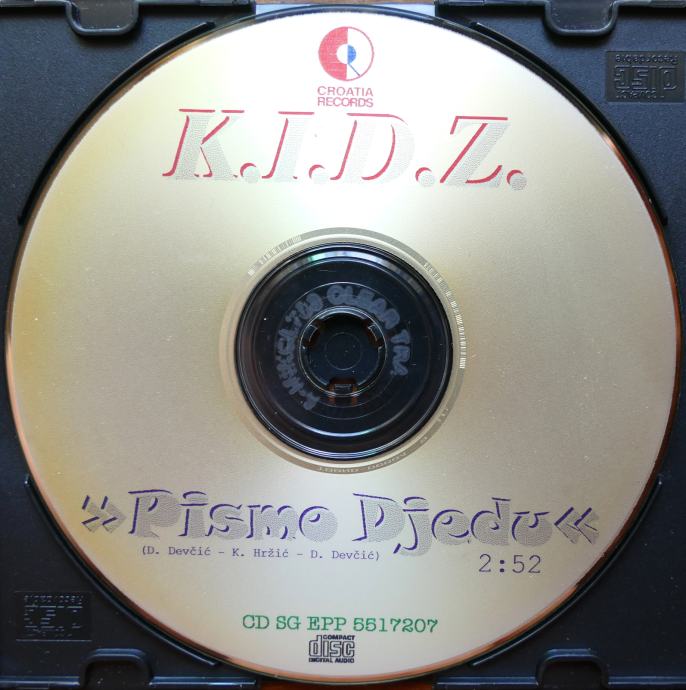 CROATIA
RECORDS
K.I.D.Z.
»Pismo Djedu«
(D. Devčić - K. Hržić - D. Devčić)
2:52
CD SG EPP 5517207
COMPACT
disc
DIGITAL AUDIO